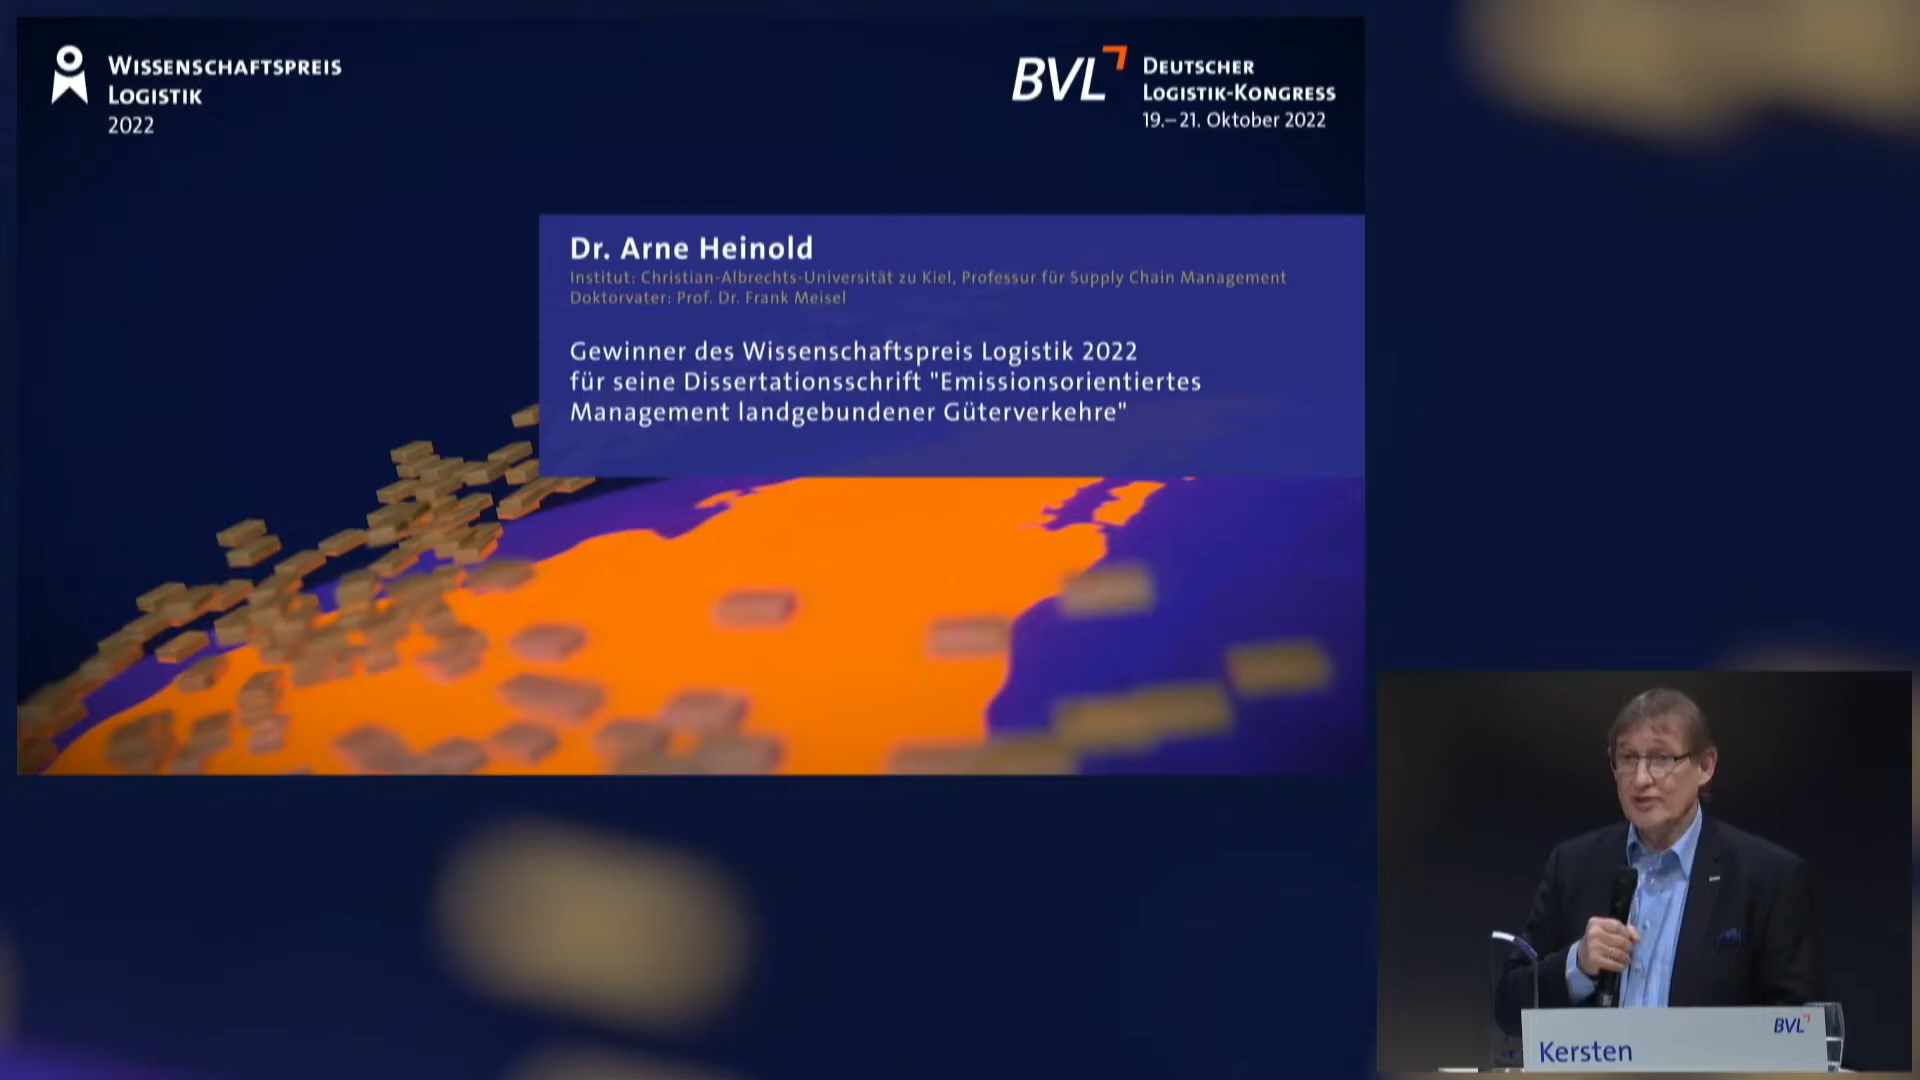 WISSENSCHAFTSPREIS
LOGISTIK
2022
BVL
DEUTSCHER
LOGISTIK-KONGRESS
19.–21. Oktober 2022
Dr. Arne Heinold
Institut: Christian-Albrechts-Universität zu Kiel, Professur für Supply Chain Management
Doktorvater: Prof. Dr. Frank Meisel
Gewinner des Wissenschaftspreis Logistik 2022
für seine Dissertationsschrift "Emissionsorientiertes
Management landgebundener Güterverkehre"
BVL
Kersten